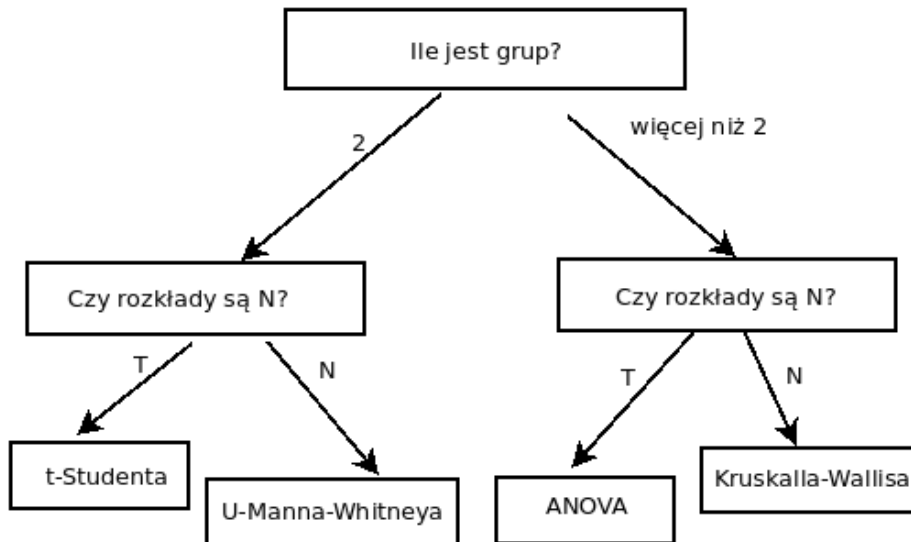 Ile jest grup?
2
więcej niż 2
Czy rozkłady są N?
Czy rozkłady są N?
T
N
T
N
t-Studenta
U-Manna-Whitneya
ANOVA
Kruskalla-Wallisa